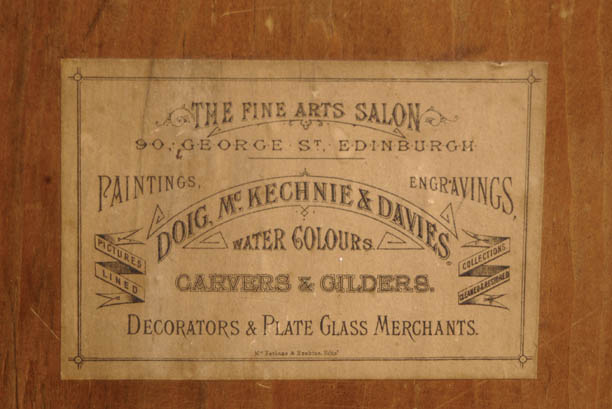 THE FINE ARTS SALON
90, GEORGE ST. EDINBURGH
PAINTINGS,
ENGRAVINGS,
DOIG, Mc. KECHNIE & DAVIES
WATER COLOURS
PICTURES
LINED
COLLECTIONS
CLEANED & RESTORED
CARVERS & GILDERS.
DECORATORS & PLATE GLASS MERCHANTS.